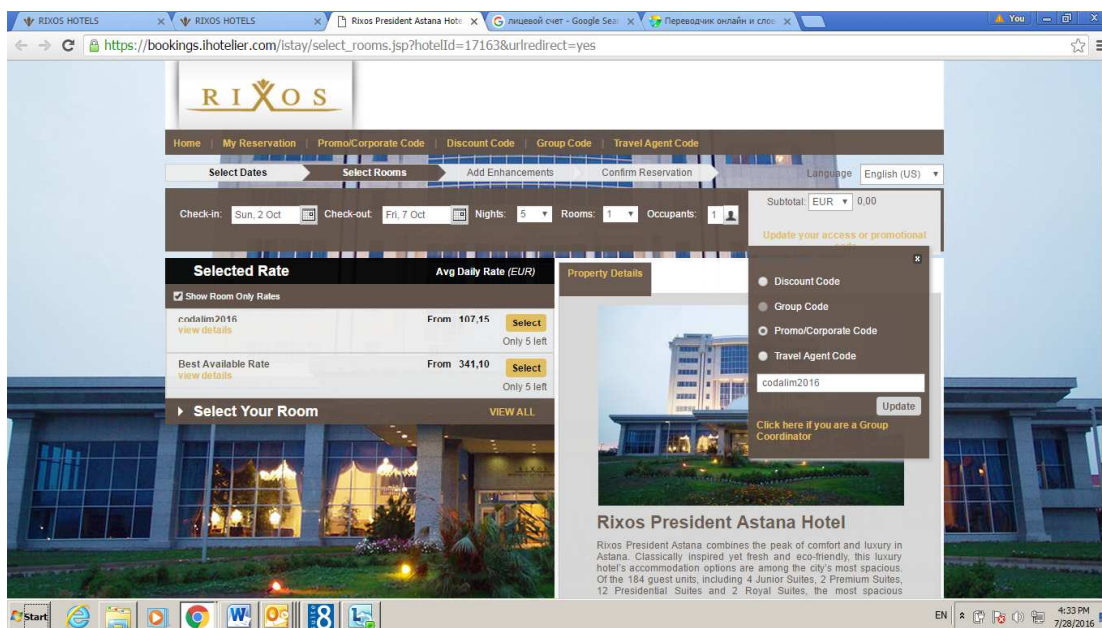 RIXOS HOTELS
RIXOS HOTELS
Rixos President Astana Hote
лицевой счет - Google Sear
Переводчик онлайн и слов
You
https://bookings.ihotelier.com/istay/select_rooms.jsp?hotelId=17163&urlredirect=yes
RIXOS
Home | My Reservation | Promo/Corporate Code | Discount Code | Group Code | Travel Agent Code
Select Dates Select Rooms Add Enhancements Confirm Reservation Language English (US)
Check-in: Sun, 2 Oct Check-out: Fri, 7 Oct Nights: 5 Rooms: 1 Occupants: 1
Subtotal: EUR 0,00
Update your access or promotional
Selected Rate Avg Daily Rate (EUR)
Show Room Only Rates
codalim2016 From 107,15 Select
view details
Only 5 left
Best Available Rate From 341,10 Select
view details
Only 5 left
Select Your Room VIEW ALL
Property Details
x
Discount Code
Group Code
Promo/Corporate Code
Travel Agent Code
codalim2016
Update
Click here if you are a Group
Coordinator
Rixos President Astana Hotel
Rixos President Astana combines the peak of comfort and luxury in
Astana. Classically inspired yet fresh and eco-friendly, this luxury
hotel's accommodation options are among the city's most spacious.
Of the 184 guest units, including 4 Junior Suites, 2 Premium Suites,
12 Presidential Suites and 2 Royal Suites, the most spacious
Start
EN
4:33 PM
7/28/2016